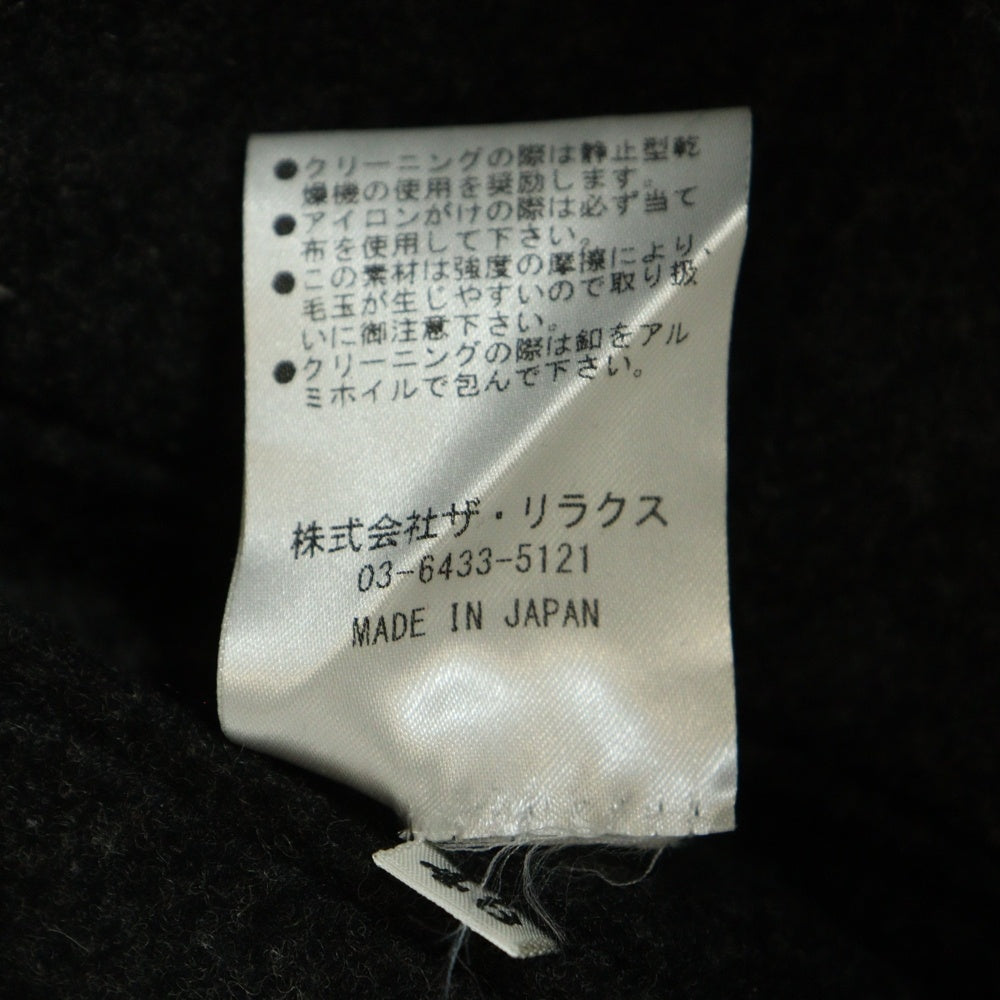 ●クリーニングの際は静止型乾
燥機の使用を奨励します。
●アイロンがけの際は必ず当て
布を使用して下さい。
●この素材は強度の摩擦により、
毛玉が生じやすいので取り扱
いに御注意下さい。
●クリーニングの際は釦をアル
ミホイルで包んで下さい。
株式会社ザ・リラクス
03-6433-5121
MADE IN JAPAN